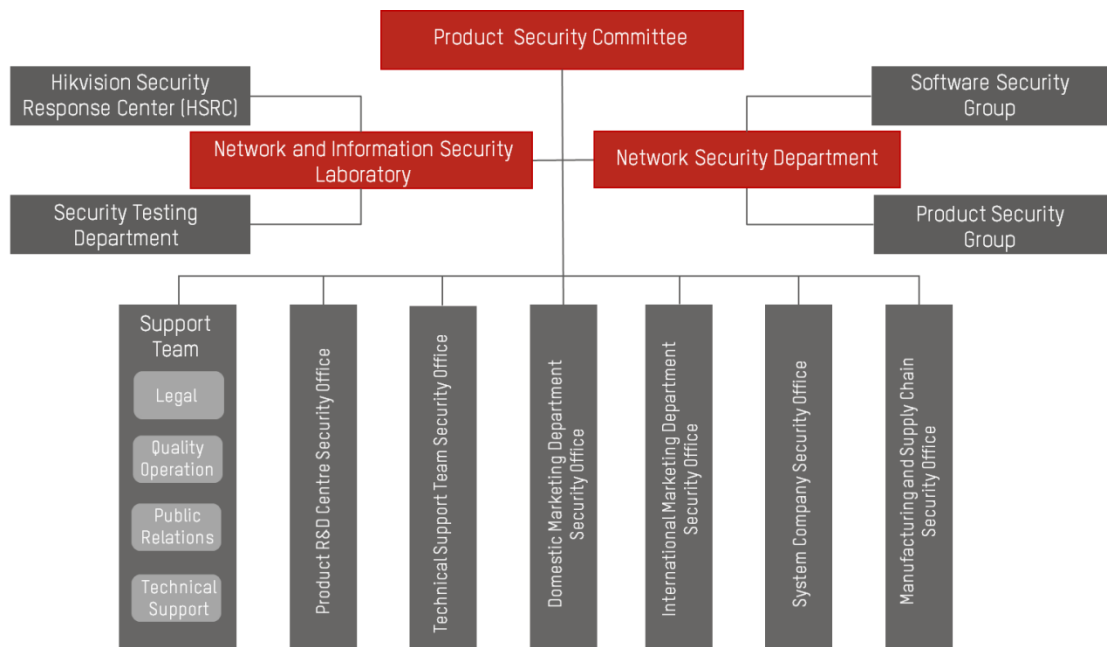 Product Security Committee
Hikvision Security
Response Center (HSRC)
Software Security
Group
Network and Information Security
Laboratory
Network Security Department
Security Testing
Department
Product Security
Group
Support
Team
Legal
Quality
Operation
Public
Relations
Technical
Support
Product R&D Centre Security Office
Technical Support Team Security Office
Domestic Marketing Department
Security Office
International Marketing Department
Security Office
System Company Security Office
Manufacturing and Supply Chain
Security Office